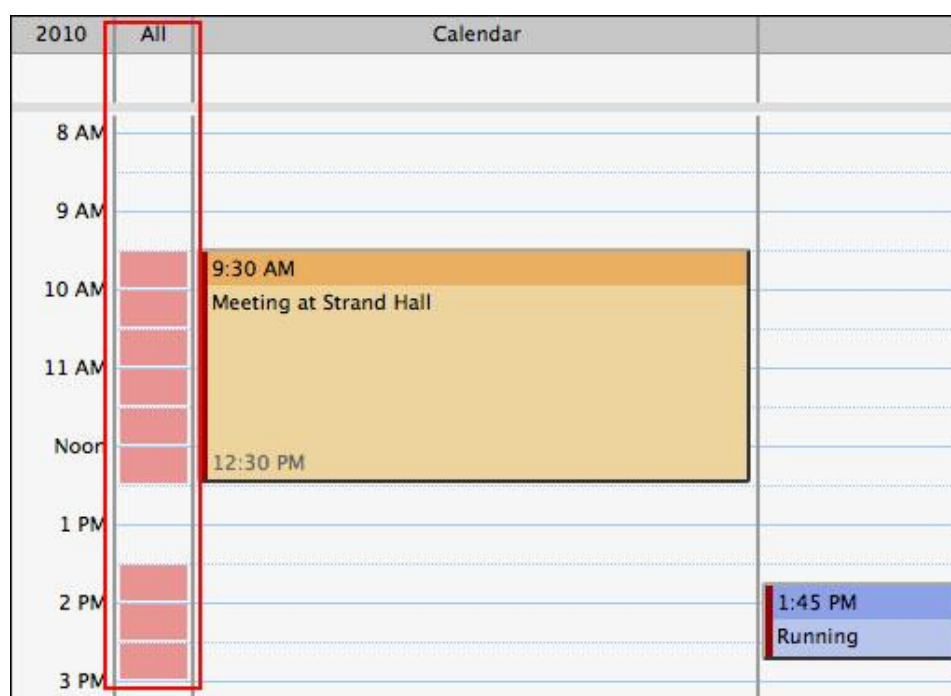 2010 All Calendar
8 AM
9 AM
9:30 AM
10 AM
Meeting at Strand Hall
11 AM
Noon
12:30 PM
1 PM
2 PM
1:45 PM
Running
3 PM